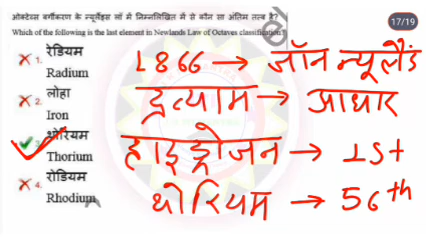 ओक्टेव्स वर्गीकरण के न्यूलैंड्स लॉ में निम्नलिखित में से कौन सा अंतिम तत्व है?
17/19
Which of the following is the last element in Newlands Law of Octaves classification?
1. रेडियम
Radium
2. लोहा
Iron
3. थोरियम
Thorium
4. रोडियम
Rhodium
1866 → जॉन न्यूलैंड
द्रव्यमान → आधार
हाइड्रोजन → 1st
थोरियम → 56th